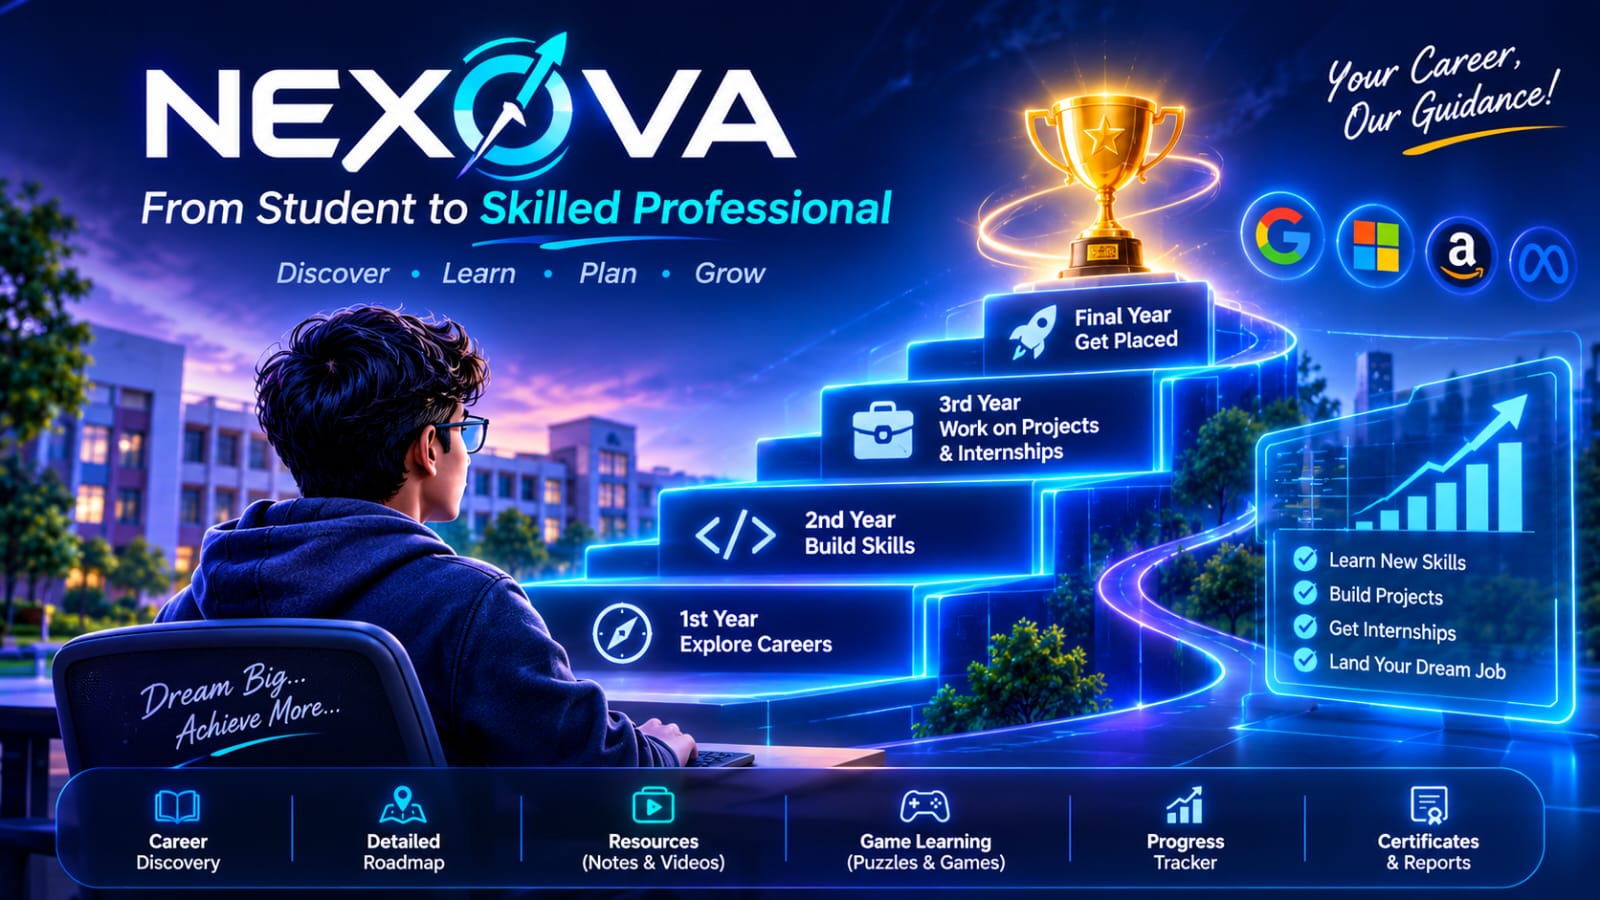 NEXOVA
From Student to Skilled Professional
Discover • Learn • Plan • Grow
Your Career,
Our Guidance!
Final Year
Get Placed
3rd Year
Work on Projects
& Internships
2nd Year
Build Skills
1st Year
Explore Careers
Learn New Skills
Build Projects
Get Internships
Land Your Dream Job
Dream Big...
Achieve More...
Career
Discovery
Detailed
Roadmap
Resources
(Notes & Videos)
Game Learning
(Puzzles & Games)
Progress
Tracker
Certificates
& Reports